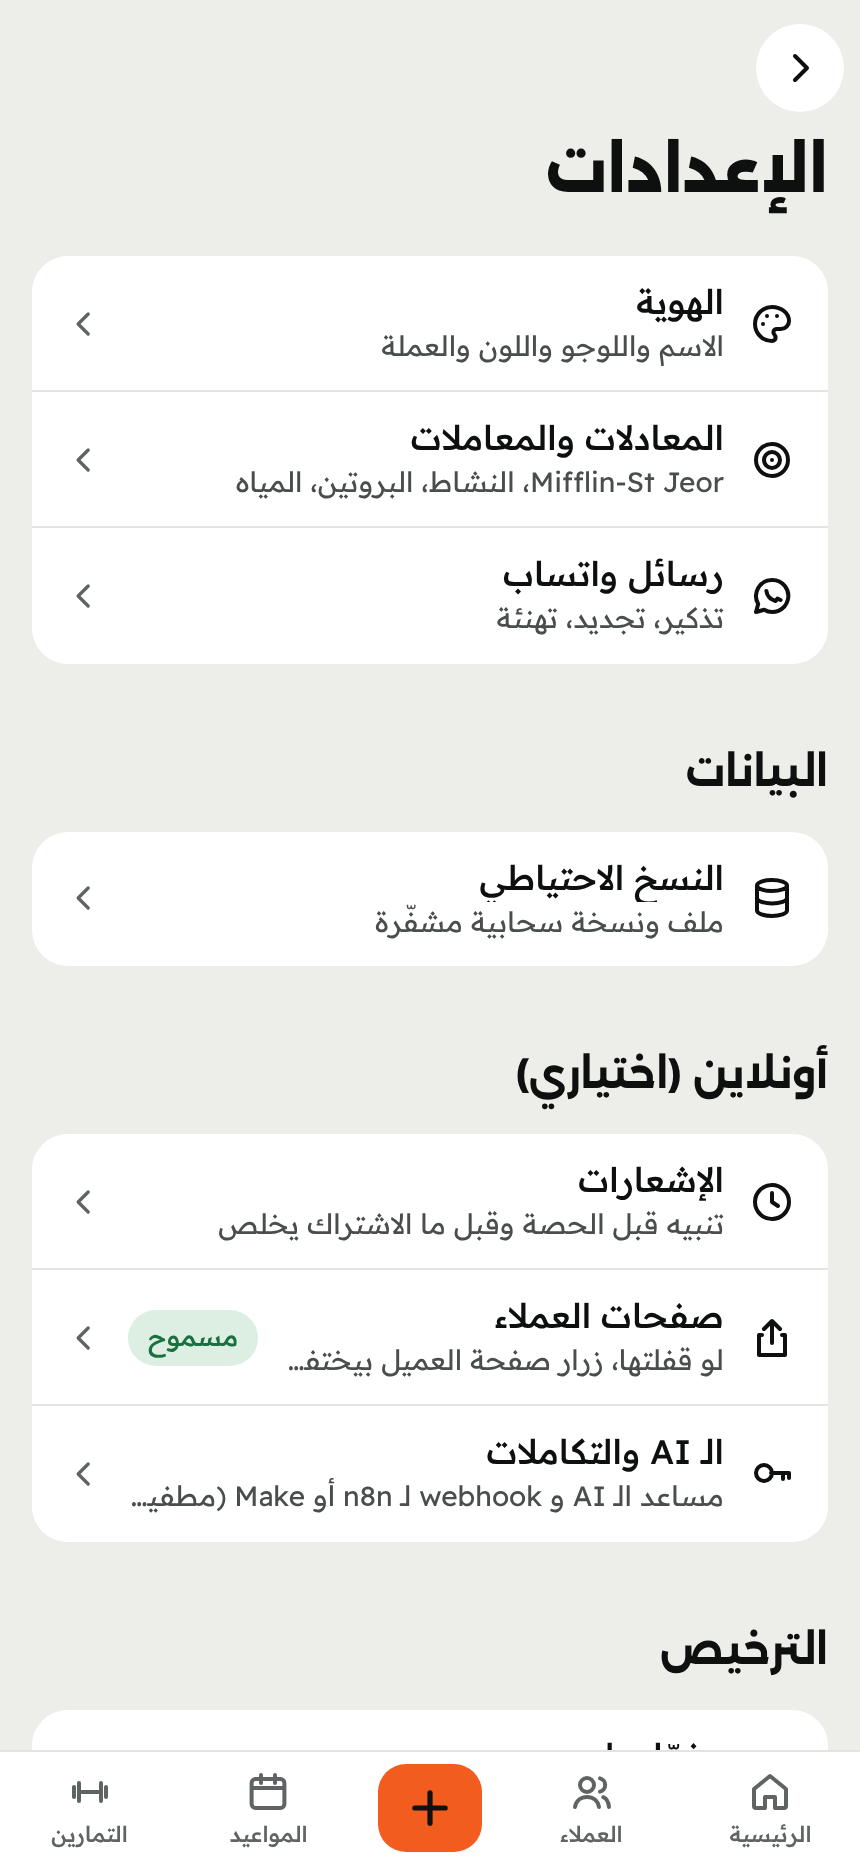 الإعدادات
الهوية
الاسم واللوجو واللون والعملة
المعادلات والمعاملات
Mifflin-St Jeor، النشاط، البروتين، المياه
رسائل واتساب
تذكير، تجديد، تهنئة
البيانات
النسخ الاحتياطي
ملف ونسخة سحابية مشفّرة
أونلاين (اختياري)
الإشعارات
تنبيه قبل الحصة وقبل ما الاشتراك يخلص
صفحات العملاء
لو قفلتها، زرار صفحة العميل بيختفـ...
مسموح
الـ AI والتكاملات
مساعد الـ AI و webhook لـ n8n أو Make (مطفيـ...
الترخيص
الرئيسية
العملاء
المواعيد
التمارين